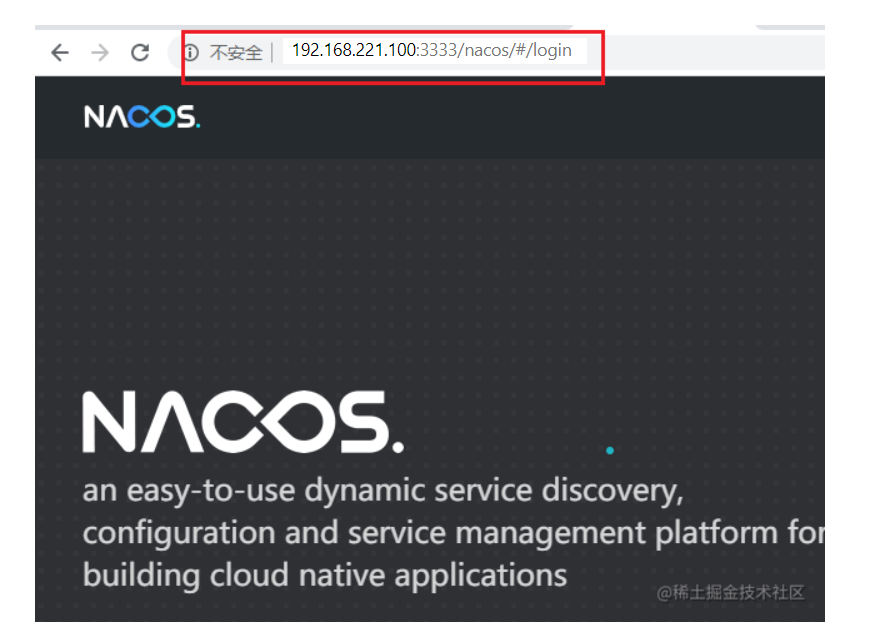 不安全 | 192.168.221.100:3333/nacos/#/login
NACOS.
NACOS.
an easy-to-use dynamic service discovery,
configuration and service management platform for
building cloud native applications
@稀土掘金技术社区